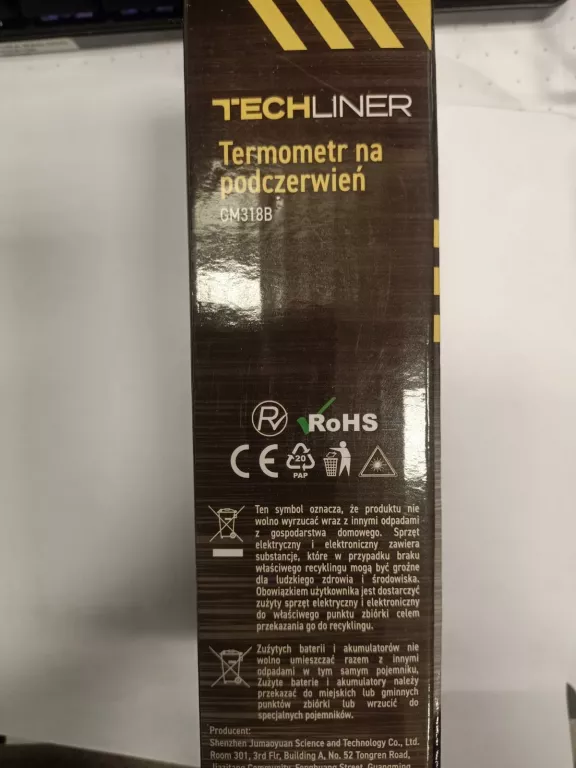 TECHLINER
Termometr na
podczerwień
GM318B
RoHS
CE
20
PAP
Ten symbol oznacza, że produktu nie
wolno wyrzucać wraz z innymi odpadami
z gospodarstwa domowego. Sprzęt
elektryczny i elektroniczny zawiera
substancje, które w przypadku braku
właściwego recyklingu mogą być groźne
dla ludzkiego zdrowia i środowiska.
Obowiązkiem użytkownika jest dostarczyć
zużyty sprzęt elektryczny i elektroniczny
do właściwego punktu zbiórki celem
przekazania go do recyklingu.
Zużytych baterii i akumulatorów nie
wolno umieszczać razem z innymi
odpadami w tym samym pojemniku.
Zużyte baterie i akumulatory należy
przekazać do miejskich lub gminnych
punktów zbiórki lub wrzucić do
specjalnych pojemników.
Producent:
Shenzhen Jumaoyuan Science and Technology Co., Ltd.
Room 301, 3rd Flr, Building A, No. 52 Tongren Road,
Community, Fenghuang Street, Guangming